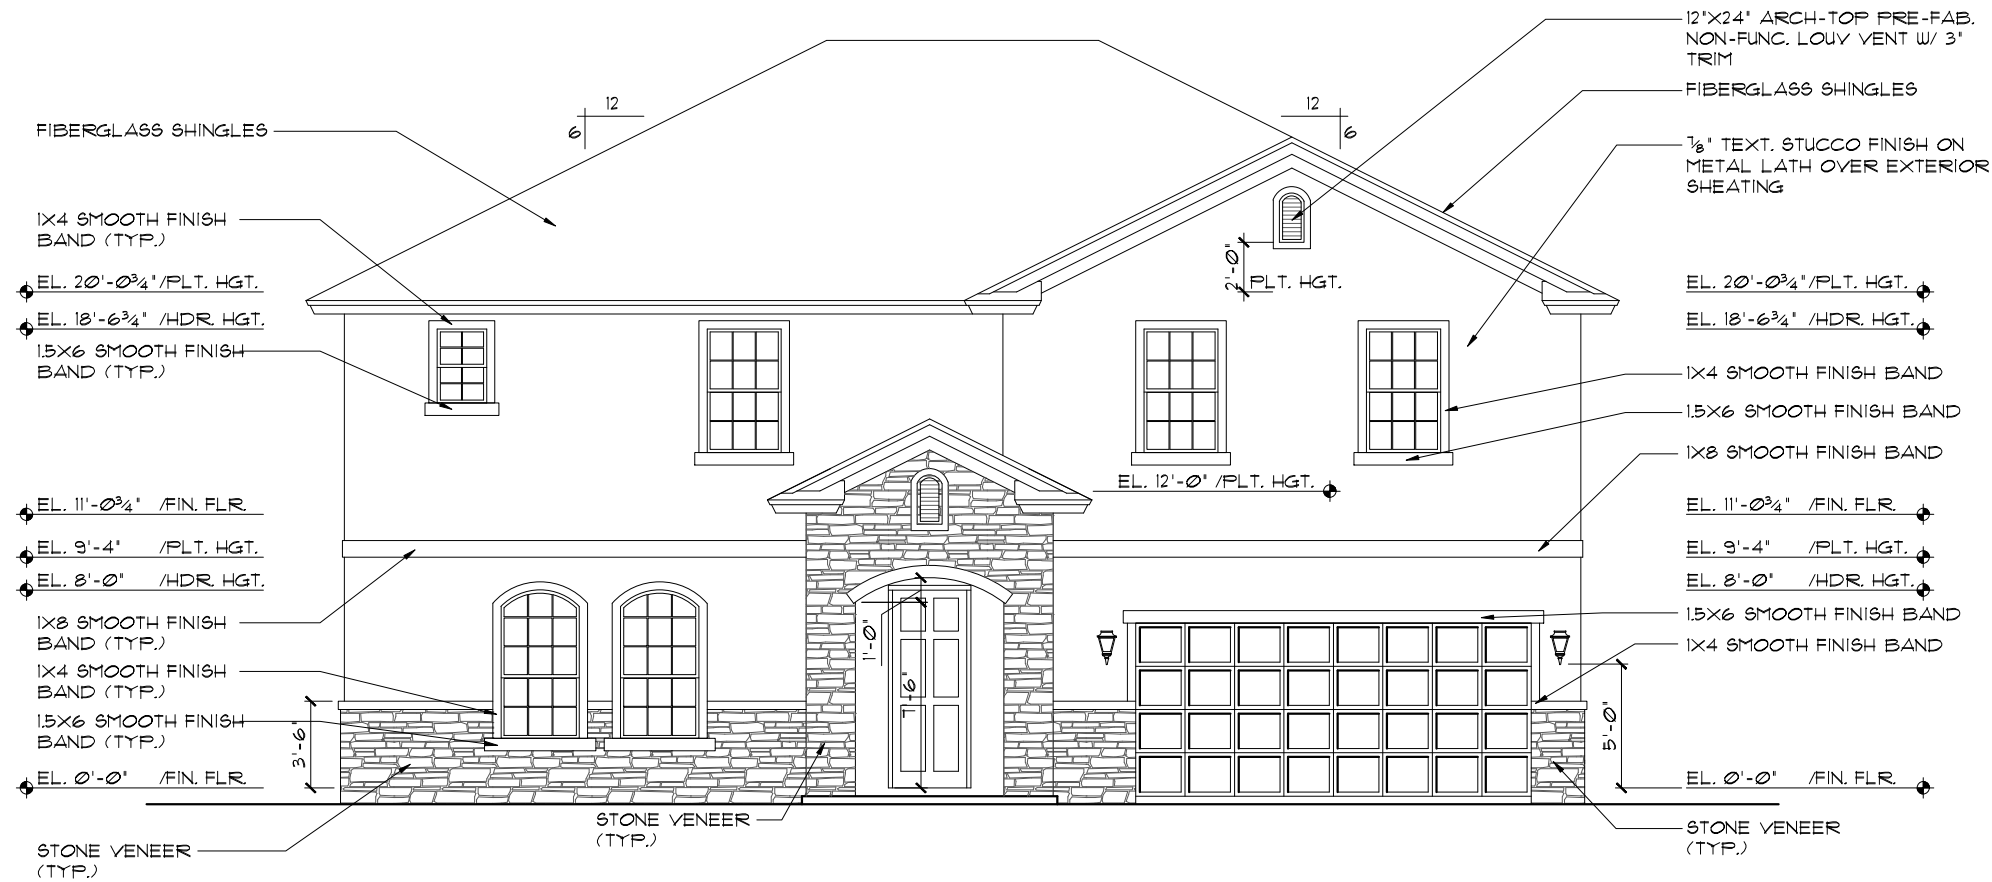 12"X24" ARCH-TOP PRE-FAB.
NON-FUNC. LOUV VENT W/ 3"
TRIM
FIBERGLASS SHINGLES
7/8" TEXT. STUCCO FINISH ON
METAL LATH OVER EXTERIOR
SHEATING
12
6
12
6
FIBERGLASS SHINGLES
1X4 SMOOTH FINISH
BAND (TYP.)
EL. 20'-0¾" /PLT. HGT.
EL. 18'-6¾" /HDR. HGT.
1.5X6 SMOOTH FINISH
BAND (TYP.)
2'-0"
PLT. HGT.
EL. 20'-0¾" /PLT. HGT.
EL. 18'-6¾" /HDR. HGT.
1X4 SMOOTH FINISH BAND
1.5X6 SMOOTH FINISH BAND
1X8 SMOOTH FINISH BAND
EL. 12'-0" /PLT. HGT.
EL. 11'-0¾" /FIN. FLR.
EL. 9'-4" /PLT. HGT.
EL. 8'-0" /HDR. HGT.
EL. 11'-0¾" /FIN. FLR.
EL. 9'-4" /PLT. HGT.
EL. 8'-0" /HDR. HGT.
1X8 SMOOTH FINISH
BAND (TYP.)
1X4 SMOOTH FINISH
BAND (TYP.)
1.5X6 SMOOTH FINISH
BAND (TYP.)
3'-6"
1'-0"
7'-6"
1.5X6 SMOOTH FINISH BAND
1X4 SMOOTH FINISH BAND
5'-0"
EL. 0'-0" /FIN. FLR.
EL. 0'-0" /FIN. FLR.
STONE VENEER
(TYP.)
STONE VENEER
(TYP.)
STONE VENEER
(TYP.)